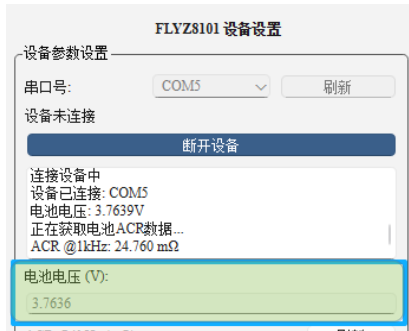 FLYZ8101 设备设置
设备参数设置
串口号: COM5 刷新
设备未连接
断开设备
连接设备中
设备已连接: COM5
电池电压: 3.7639V
正在获取电池ACR数据...
ACR @1kHz: 24.760 mΩ
电池电压 (V):
3.7636